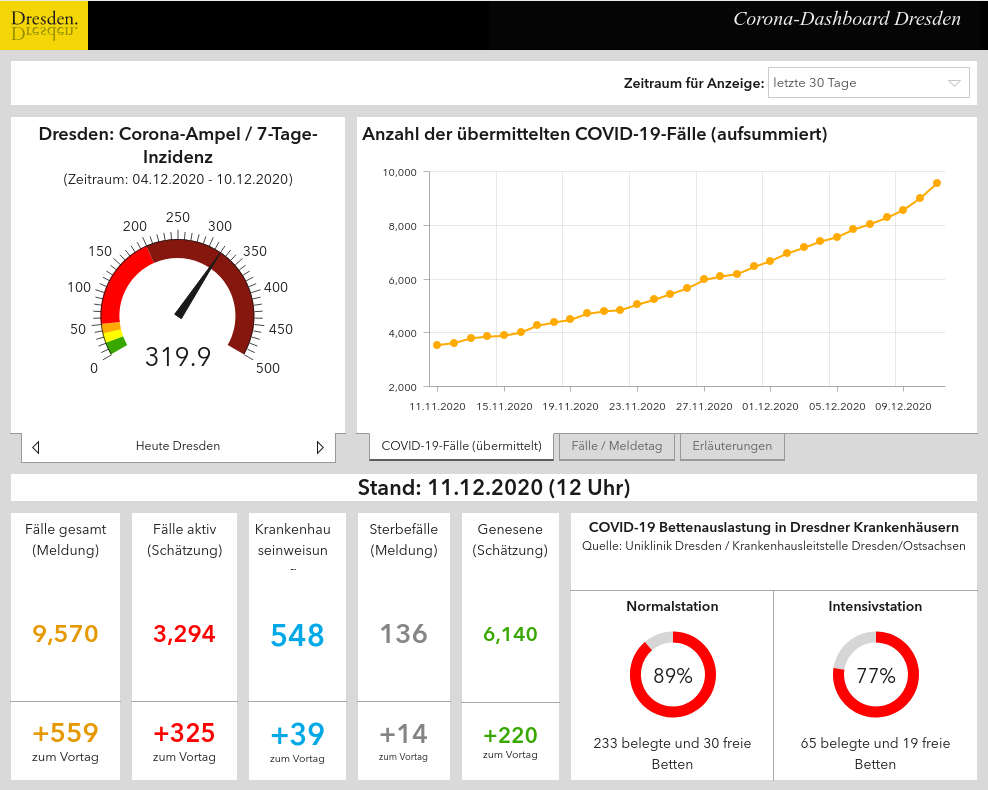 Dresden.
Dresden.
Corona-Dashboard Dresden
Zeitraum für Anzeige: letzte 30 Tage
Dresden: Corona-Ampel / 7-Tage-
Inzidenz
(Zeitraum: 04.12.2020 - 10.12.2020)
0
50
100
150
200
250
300
350
400
450
500
319.9
Heute Dresden
Anzahl der übermittelten COVID-19-Fälle (aufsummiert)
10,000
8,000
6,000
4,000
2,000
11.11.2020 15.11.2020 19.11.2020 23.11.2020 27.11.2020 01.12.2020 05.12.2020 09.12.2020
COVID-19-Fälle (übermittelt) Fälle / Meldetag Erläuterungen
Stand: 11.12.2020 (12 Uhr)
Fälle gesamt
(Meldung)
9,570
+559
zum Vortag
Fälle aktiv
(Schätzung)
3,294
+325
zum Vortag
Krankenhau
seinweisun
548
+39
zum Vortag
Sterbefälle
(Meldung)
136
+14
zum Vortag
Genesene
(Schätzung)
6,140
+220
zum Vortag
COVID-19 Bettenauslastung in Dresdner Krankenhäusern
Quelle: Uniklinik Dresden / Krankenhausleitstelle Dresden/Ostsachsen
Normalstation
89%
233 belegte und 30 freie
Betten
Intensivstation
77%
65 belegte und 19 freie
Betten